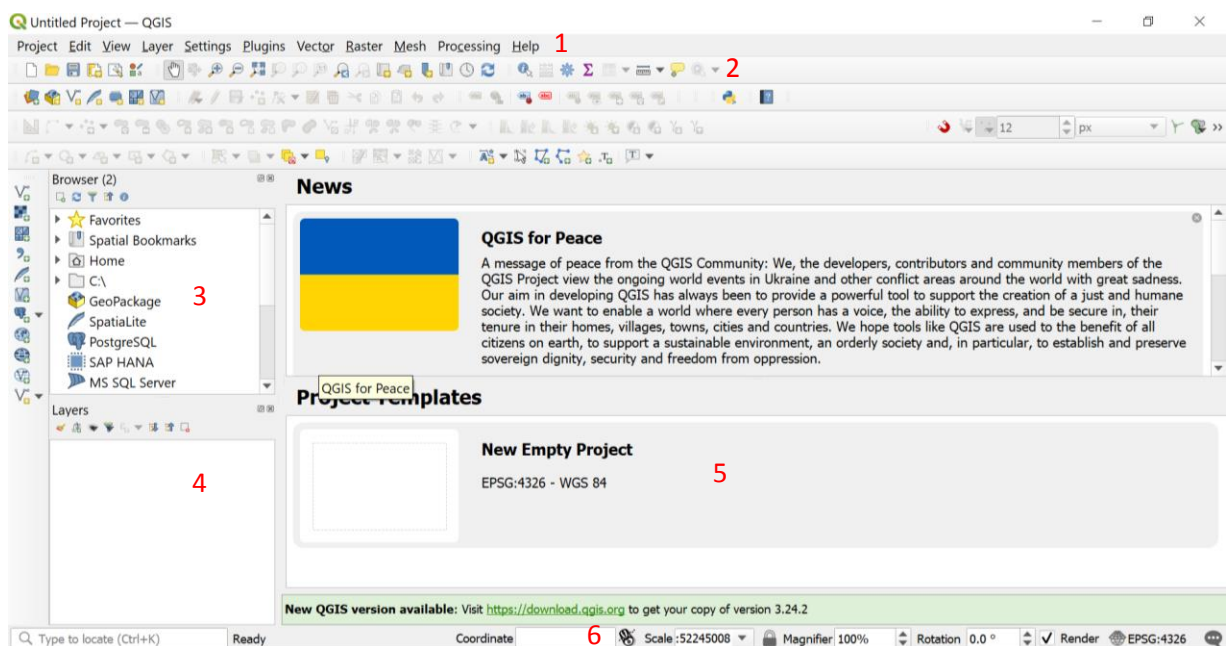 Untitled Project — QGIS
Project Edit View Layer Settings Plugins Vector Raster Mesh Processing Help 1
2
12 px
Browser (2)
Favorites
Spatial Bookmarks
Home
C:\
3
GeoPackage
SpatiaLite
PostgreSQL
SAP HANA
MS SQL Server
Layers
4
News
QGIS for Peace
A message of peace from the QGIS Community: We, the developers, contributors and community members of the
QGIS Project view the ongoing world events in Ukraine and other conflict areas around the world with great sadness.
Our aim in developing QGIS has always been to provide a powerful tool to support the creation of a just and humane
society. We want to enable a world where every person has a voice, the ability to express, and be secure in, their
tenure in their homes, villages, towns, cities and countries. We hope tools like QGIS are used to the benefit of all
citizens on earth, to support a sustainable environment, an orderly society and, in particular, to establish and preserve
sovereign dignity, security and freedom from oppression.
QGIS for Peace
Project Templates
New Empty Project
EPSG:4326 - WGS 84
5
New QGIS version available: Visit https://download.qgis.org to get your copy of version 3.24.2
Type to locate (Ctrl+K) Ready Coordinate 6 Scale :52245008 Magnifier 100% Rotation 0.0 ° Render EPSG:4326